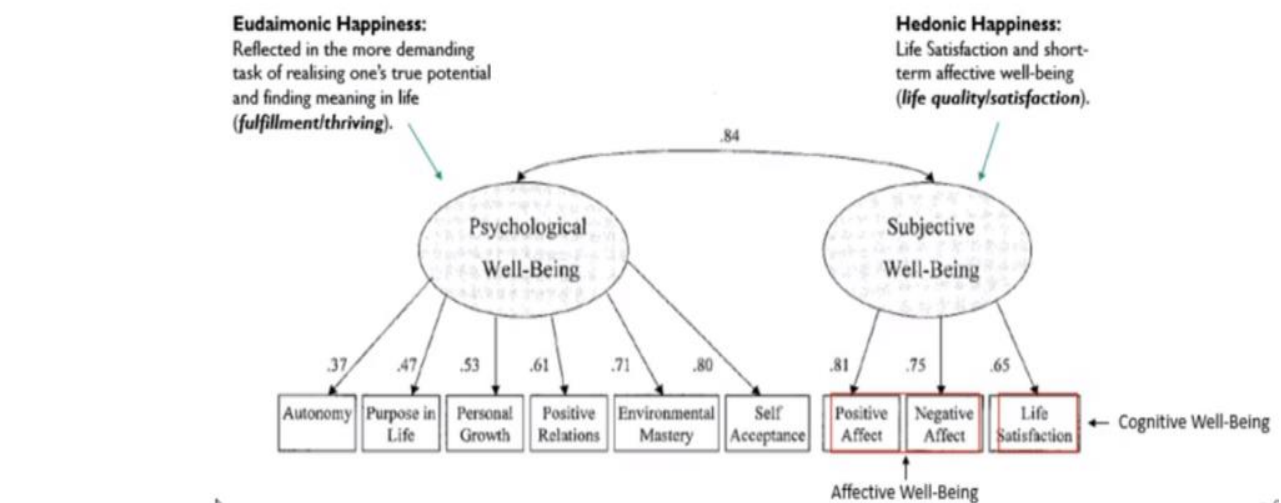 Eudaimonic Happiness:
Reflected in the more demanding
task of realising one's true potential
and finding meaning in life
(fulfillment/thriving).
Hedonic Happiness:
Life Satisfaction and short-
term affective well-being
(life quality/satisfaction).
.84
Psychological
Well-Being
Subjective
Well-Being
.37
.47
.53
.61
.71
.80
.81
.75
.65
Autonomy
Purpose in
Life
Personal
Growth
Positive
Relations
Environmental
Mastery
Self
Acceptance
Positive
Affect
Negative
Affect
Life
Satisfaction
Cognitive Well-Being
Affective Well-Being